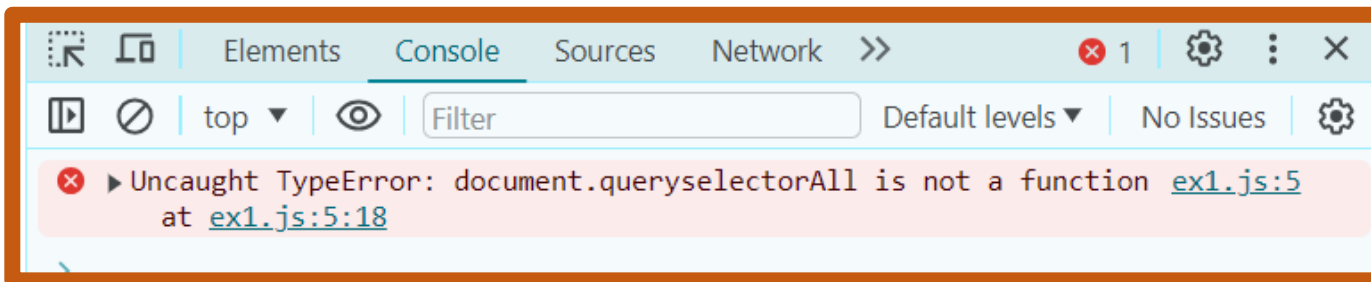 Elements Console Sources Network 1
top Filter Default levels No Issues
Uncaught TypeError: document.queryselectorAll is not a function ex1.js:5
at ex1.js:5:18